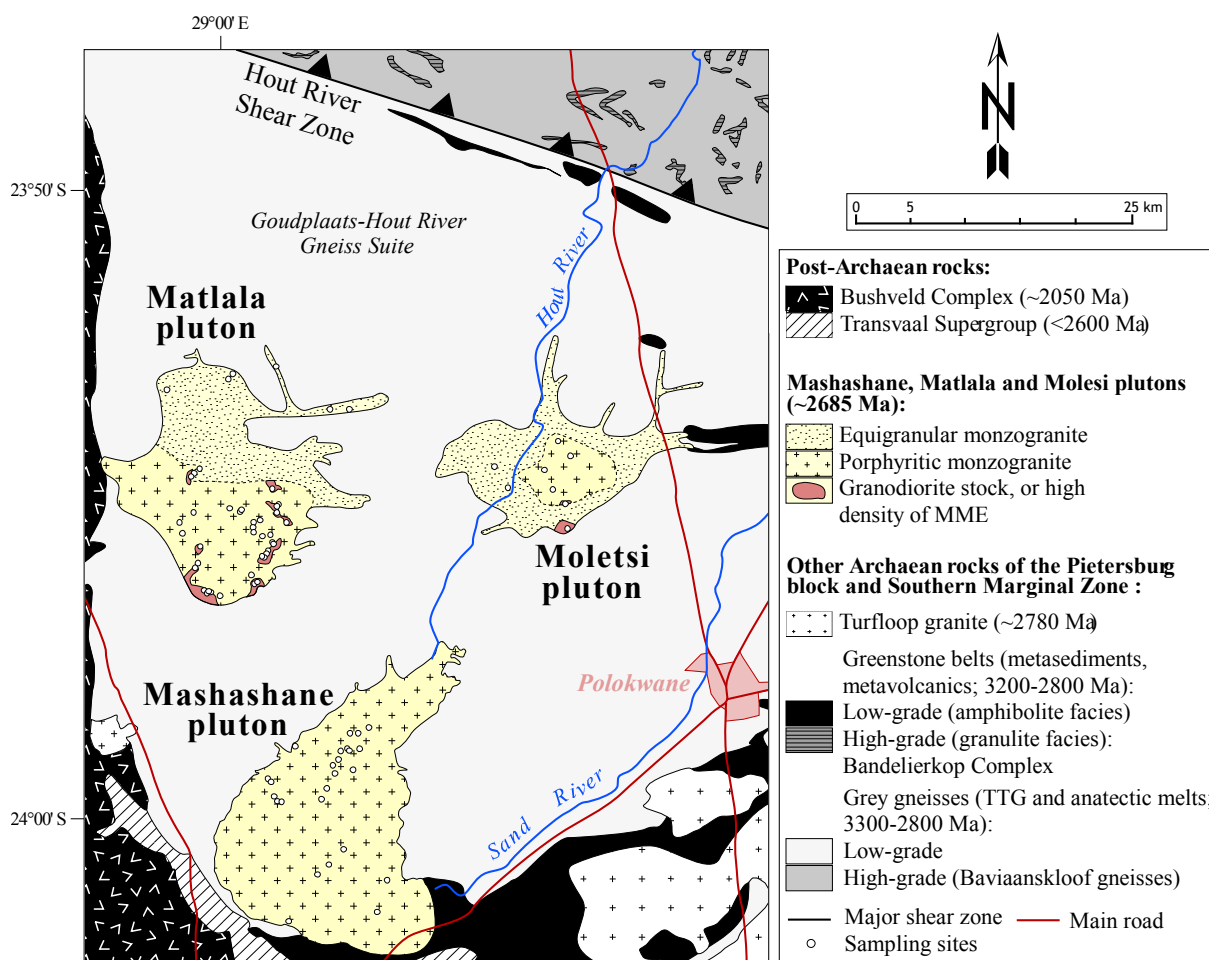 29°00' E
Hout River
Shear Zone
23°50' S
Goudplaats-Hout River
Gneiss Suite
Hout River
Matlala
pluton
Moletsi
pluton
Mashashane
pluton
Polokwane
Sand River
24°00' S
N
0 5 25 km
Post-Archaean rocks:
Bushveld Complex (~2050 Ma)
Transvaal Supergroup (<2600 Ma)
Mashashane, Matlala and Molesi plutons
(~2685 Ma):
Equigranular monzogranite
Porphyritic monzogranite
Granodiorite stock, or high
density of MME
Other Archaean rocks of the Pietersburg
block and Southern Marginal Zone :
Turfloop granite (~2780 Ma)
Greenstone belts (metasediments,
metavolcanics; 3200-2800 Ma):
Low-grade (amphibolite facies)
High-grade (granulite facies):
Bandelierkop Complex
Grey gneisses (TTG and anatectic melts;
3300-2800 Ma):
Low-grade
High-grade (Baviaanskloof gneisses)
Major shear zone
Main road
Sampling sites